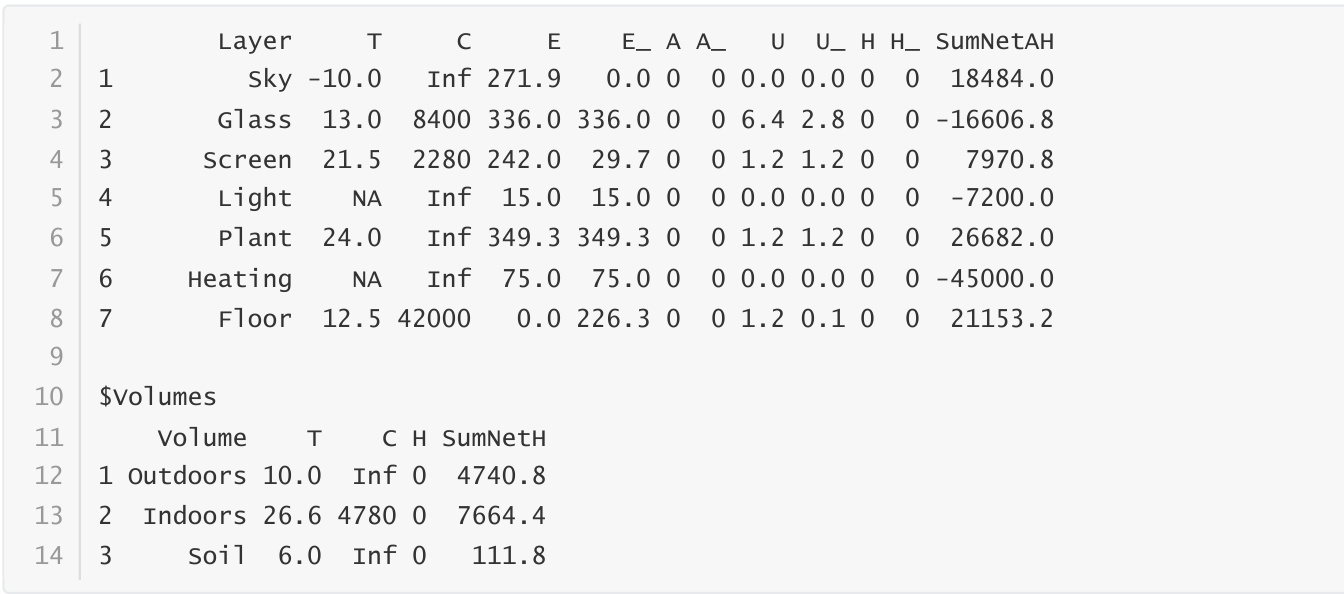 1         Layer     T     C     E    E_ A A_   U  U_ H H_ SumNetAH
2  1         Sky -10.0   Inf 271.9   0.0 0  0 0.0 0.0 0  0  18484.0
3  2       Glass  13.0  8400 336.0 336.0 0  0 6.4 2.8 0  0 -16606.8
4  3      Screen  21.5  2280 242.0  29.7 0  0 1.2 1.2 0  0   7970.8
5  4       Light    NA   Inf  15.0  15.0 0  0 0.0 0.0 0  0  -7200.0
6  5       Plant  24.0   Inf 349.3 349.3 0  0 1.2 1.2 0  0  26682.0
7  6     Heating    NA   Inf  75.0  75.0 0  0 0.0 0.0 0  0 -45000.0
8  7       Floor  12.5 42000   0.0 226.3 0  0 1.2 0.1 0  0  21153.2
9
10 $Volumes
11     Volume    T    C H SumNetH
12 1 Outdoors 10.0  Inf 0  4740.8
13 2  Indoors 26.6 4780 0  7664.4
14 3     Soil  6.0  Inf 0   111.8